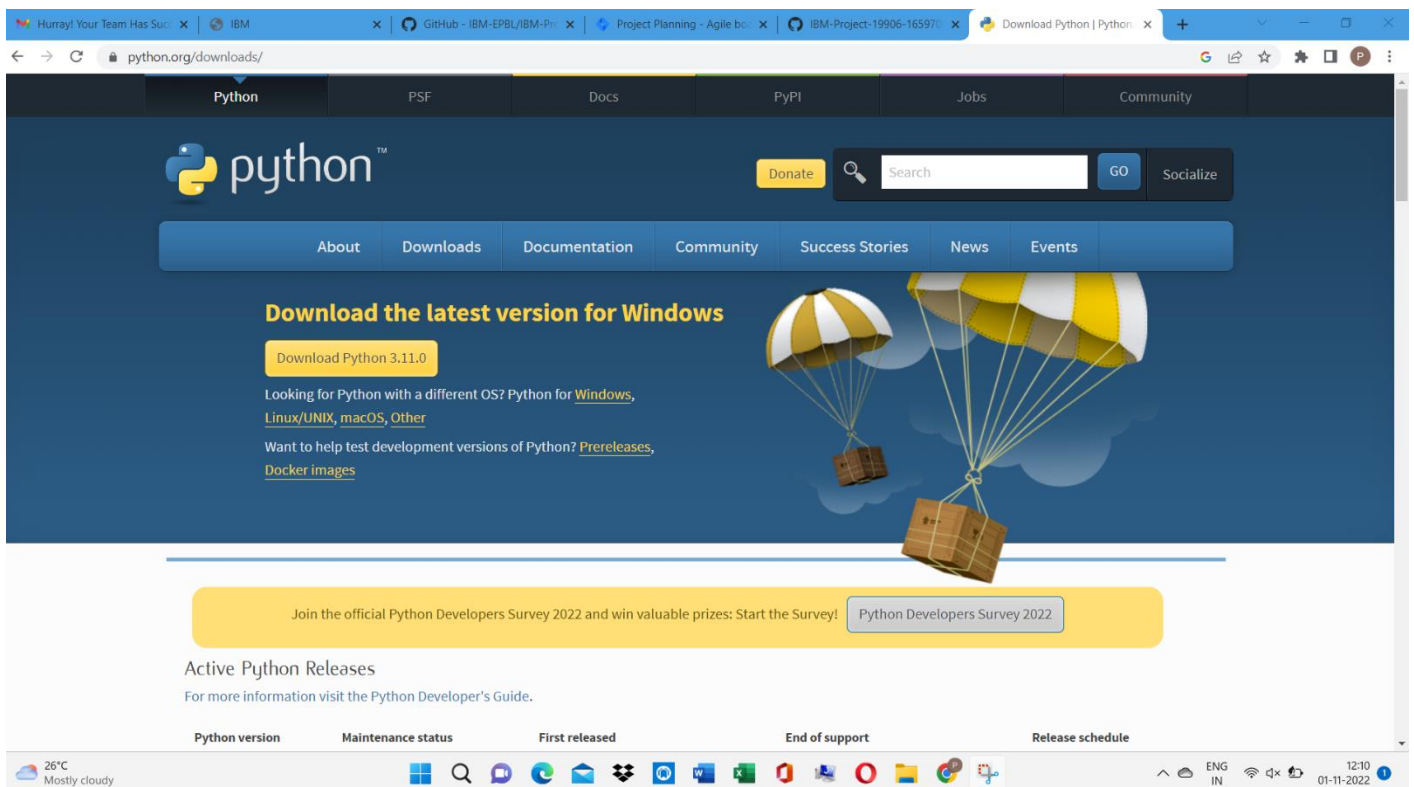 Hurray! Your Team Has Suc
IBM
GitHub - IBM-EPBL/IBM-Pr
Project Planning - Agile boa
IBM-Project-19906-165970
Download Python | Python.
python.org/downloads/
G
P
Python PSF Docs PyPI Jobs Community
python™
Donate
Search
GO
Socialize
About Downloads Documentation Community Success Stories News Events
Download the latest version for Windows
Download Python 3.11.0
Looking for Python with a different OS? Python for Windows,
Linux/UNIX, macOS, Other
Want to help test development versions of Python? Prereleases,
Docker images
Join the official Python Developers Survey 2022 and win valuable prizes: Start the Survey! Python Developers Survey 2022
Active Python Releases
For more information visit the Python Developer's Guide.
Python version Maintenance status First released End of support Release schedule
26°C
Mostly cloudy
ENG
IN
12:10
01-11-2022
1